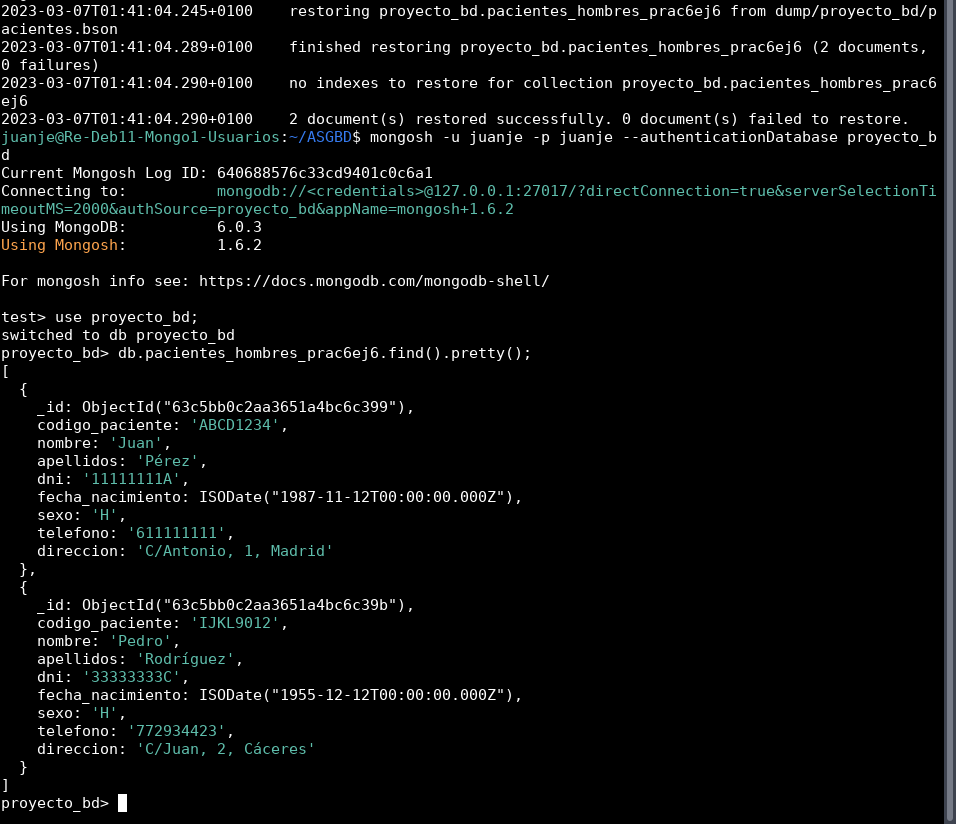 2023-03-07T01:41:04.245+0100    restoring proyecto_bd.pacientes_hombres_prac6ej6 from dump/proyecto_bd/p
acientes.bson
2023-03-07T01:41:04.289+0100    finished restoring proyecto_bd.pacientes_hombres_prac6ej6 (2 documents,
0 failures)
2023-03-07T01:41:04.290+0100    no indexes to restore for collection proyecto_bd.pacientes_hombres_prac6
ej6
2023-03-07T01:41:04.290+0100    2 document(s) restored successfully. 0 document(s) failed to restore.
juanje@Re-Deb11-Mongo1-Usuarios:~/ASGBD$ mongosh -u juanje -p juanje --authenticationDatabase proyecto_b
d
Current Mongosh Log ID: 640688576c33cd9401c0c6a1
Connecting to:          mongodb://<credentials>@127.0.0.1:27017/?directConnection=true&serverSelectionTi
meoutMS=2000&authSource=proyecto_bd&appName=mongosh+1.6.2
Using MongoDB:          6.0.3
Using Mongosh:          1.6.2

For mongosh info see: https://docs.mongodb.com/mongodb-shell/

test> use proyecto_bd;
switched to db proyecto_bd
proyecto_bd> db.pacientes_hombres_prac6ej6.find().pretty();
[
  {
    _id: ObjectId("63c5bb0c2aa3651a4bc6c399"),
    codigo_paciente: 'ABCD1234',
    nombre: 'Juan',
    apellidos: 'Pérez',
    dni: '11111111A',
    fecha_nacimiento: ISODate("1987-11-12T00:00:00.000Z"),
    sexo: 'H',
    telefono: '611111111',
    direccion: 'C/Antonio, 1, Madrid'
  },
  {
    _id: ObjectId("63c5bb0c2aa3651a4bc6c39b"),
    codigo_paciente: 'IJKL9012',
    nombre: 'Pedro',
    apellidos: 'Rodríguez',
    dni: '33333333C',
    fecha_nacimiento: ISODate("1955-12-12T00:00:00.000Z"),
    sexo: 'H',
    telefono: '772934423',
    direccion: 'C/Juan, 2, Cáceres'
  }
]
proyecto_bd>